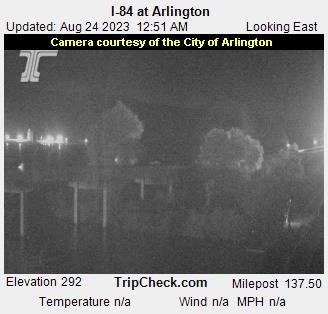 I-84 at Arlington
Updated: Aug 24 2023 12:51 AM Looking East
Camera courtesy of the City of Arlington
Elevation 292 TripCheck.com Milepost 137.50
Temperature n/a Wind n/a MPH n/a